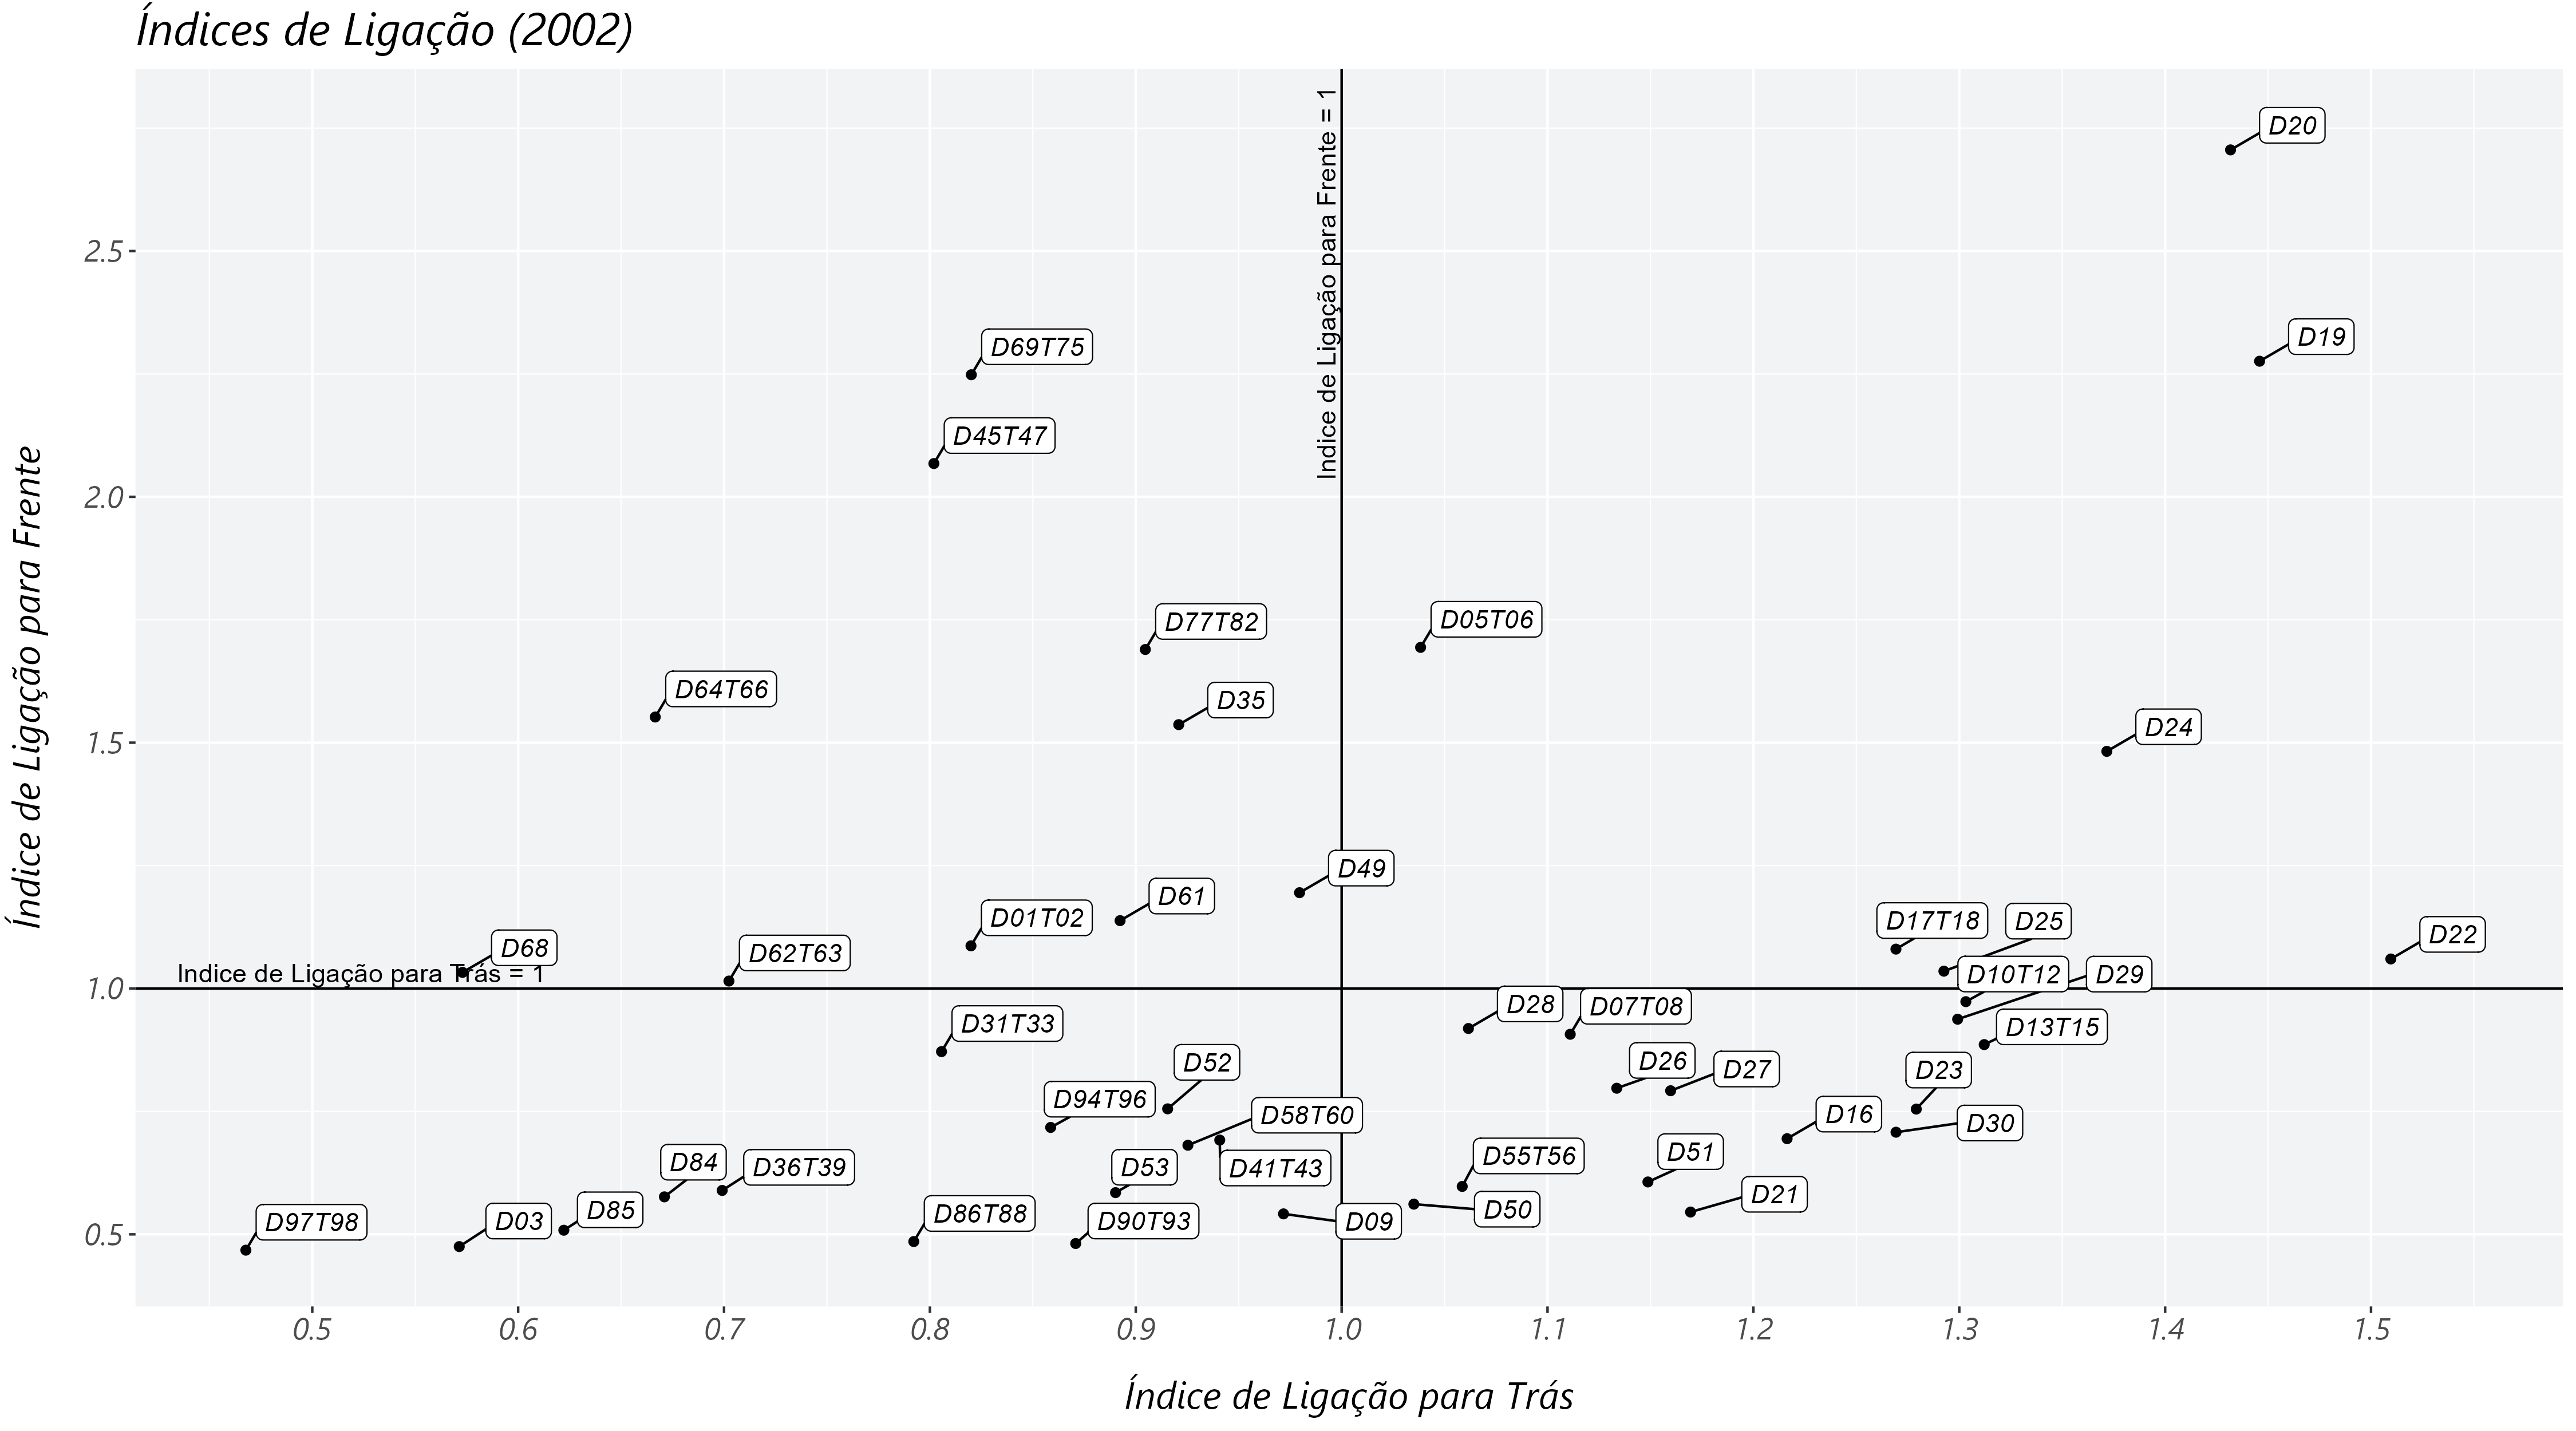 Índices de Ligação (2002)
Índice de Ligação para Frente
2.5
2.0
1.5
1.0
0.5
Indice de Ligação para Frente = 1
Indice de Ligação para Trás = 1
D20
D19
D69T75
D45T47
D77T82
D05T06
D64T66
D35
D24
D49
D61
D01T02
D17T18
D25
D22
D68
D62T63
D10T12
D29
D28
D07T08
D31T33
D13T15
D52
D26
D27
D23
D94T96
D58T60
D16
D30
D84
D36T39
D53
D41T43
D55T56
D51
D21
D97T98
D03
D85
D86T88
D90T93
D09
D50
0.5
0.6
0.7
0.8
0.9
1.0
1.1
1.2
1.3
1.4
1.5
Índice de Ligação para Trás